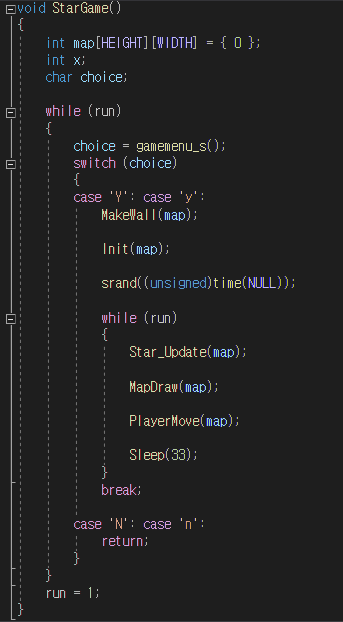 void StarGame()
{
    int map[HEIGHT][WIDTH] = { 0 };
    int x;
    char choice;

    while (run)
    {
        choice = gamemenu_s();
        switch (choice)
        {
        case 'Y': case 'y':
            MakeWall(map);

            Init(map);

            srand((unsigned)time(NULL));

            while (run)
            {
                Star_Update(map);

                MapDraw(map);

                PlayerMove(map);

                Sleep(33);
            }
            break;

        case 'N': case 'n':
            return;
        }
    }
    run = 1;
}